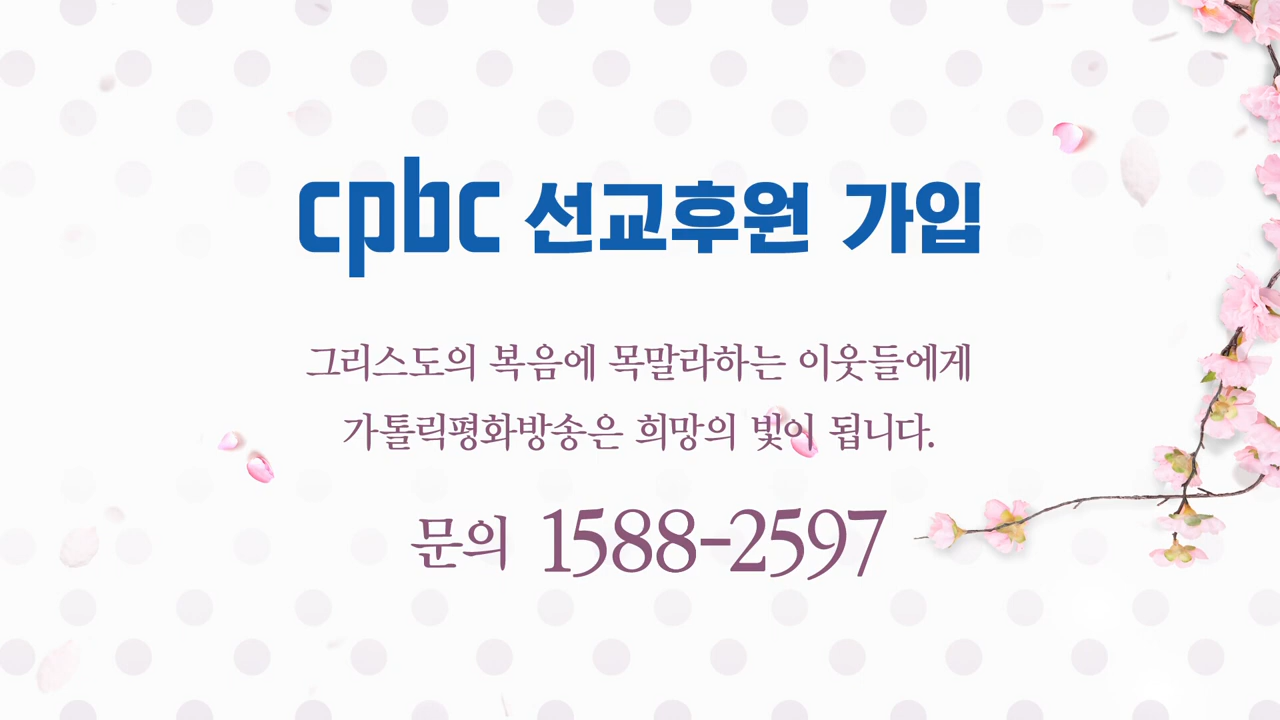 cpbc 선교후원 가입
그리스도의 복음에 목말라하는 이웃들에게
가톨릭평화방송은 희망의 빛이 됩니다.
문의 1588-2597